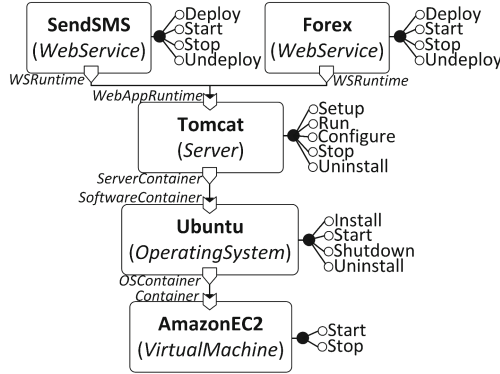 SendSMS
(WebService)
Deploy
Start
Stop
Undeploy
Forex
(WebService)
Deploy
Start
Stop
Undeploy
WSRuntime
WSRuntime
WebAppRuntime
Tomcat
(Server)
Setup
Run
Configure
Stop
Uninstall
ServerContainer
SoftwareContainer
Ubuntu
(OperatingSystem)
Install
Start
Shutdown
Uninstall
OSContainer
Container
AmazonEC2
(VirtualMachine)
Start
Stop